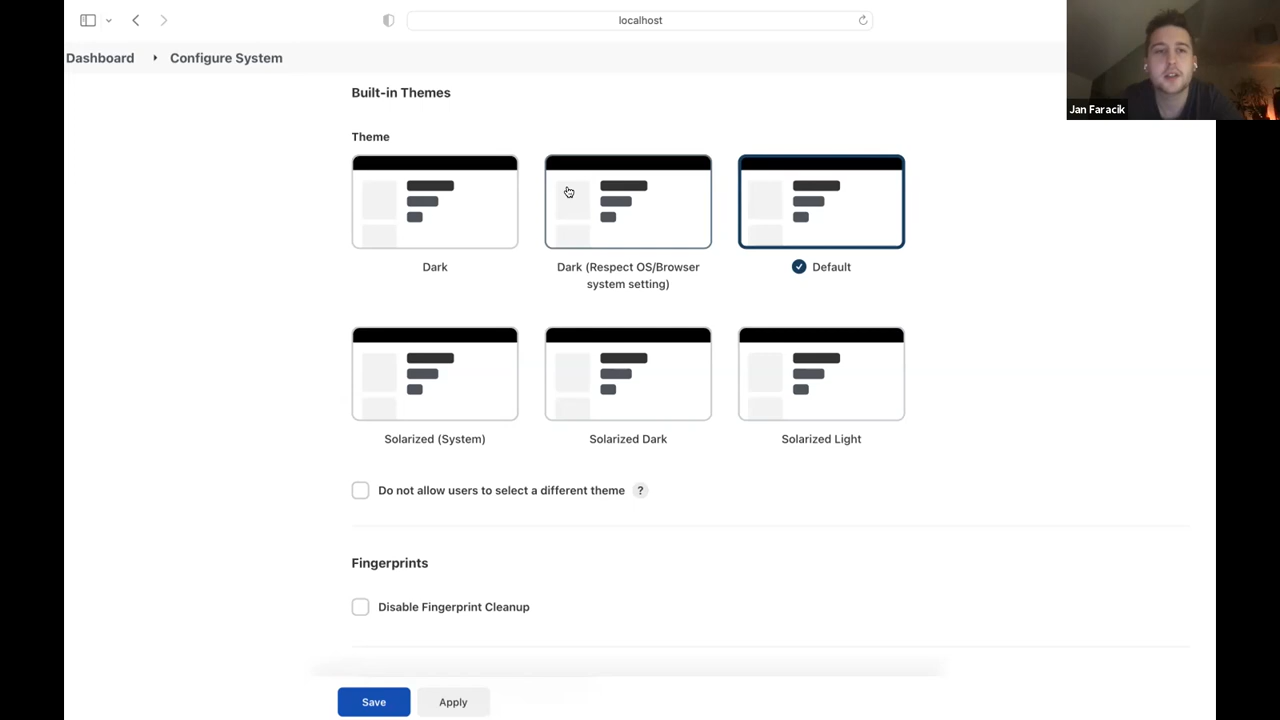 localhost
Dashboard
Configure System
Jan Faracik
Built-in Themes
Theme
Dark
Dark (Respect OS/Browser
system setting)
Default
Solarized (System)
Solarized Dark
Solarized Light
Do not allow users to select a different theme ?
Fingerprints
Disable Fingerprint Cleanup
Save
Apply